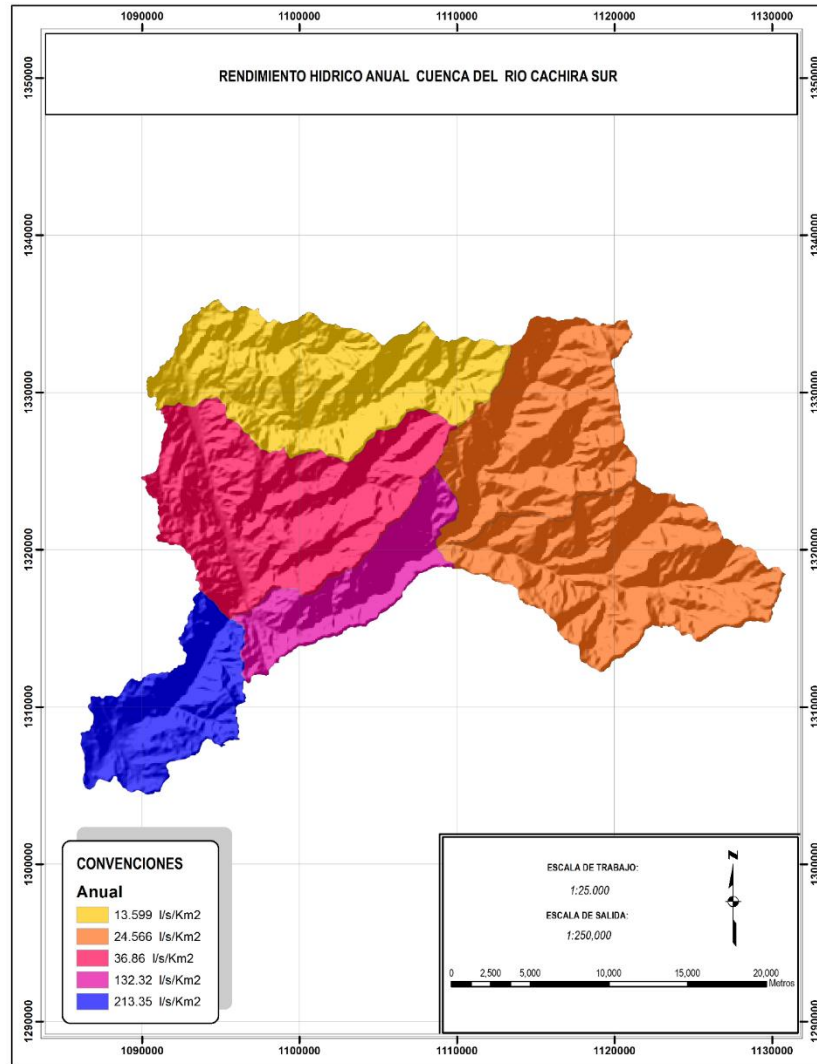 1090000 1100000 1110000 1120000 1130000
RENDIMIENTO HIDRICO ANUAL CUENCA DEL RIO CACHIRA SUR
1350000 1350000
1340000 1340000
1330000 1330000
1320000 1320000
1310000 1310000
1300000 1300000
1290000 1290000
CONVENCIONES
Anual
13.599 l/s/Km2
24.566 l/s/Km2
36.86 l/s/Km2
132.32 l/s/Km2
213.35 l/s/Km2
ESCALA DE TRABAJO:
1:25.000
ESCALA DE SALIDA:
1:250,000
N
0 2,500 5,000 10,000 15,000 20,000
Metros
1090000 1100000 1110000 1120000 1130000